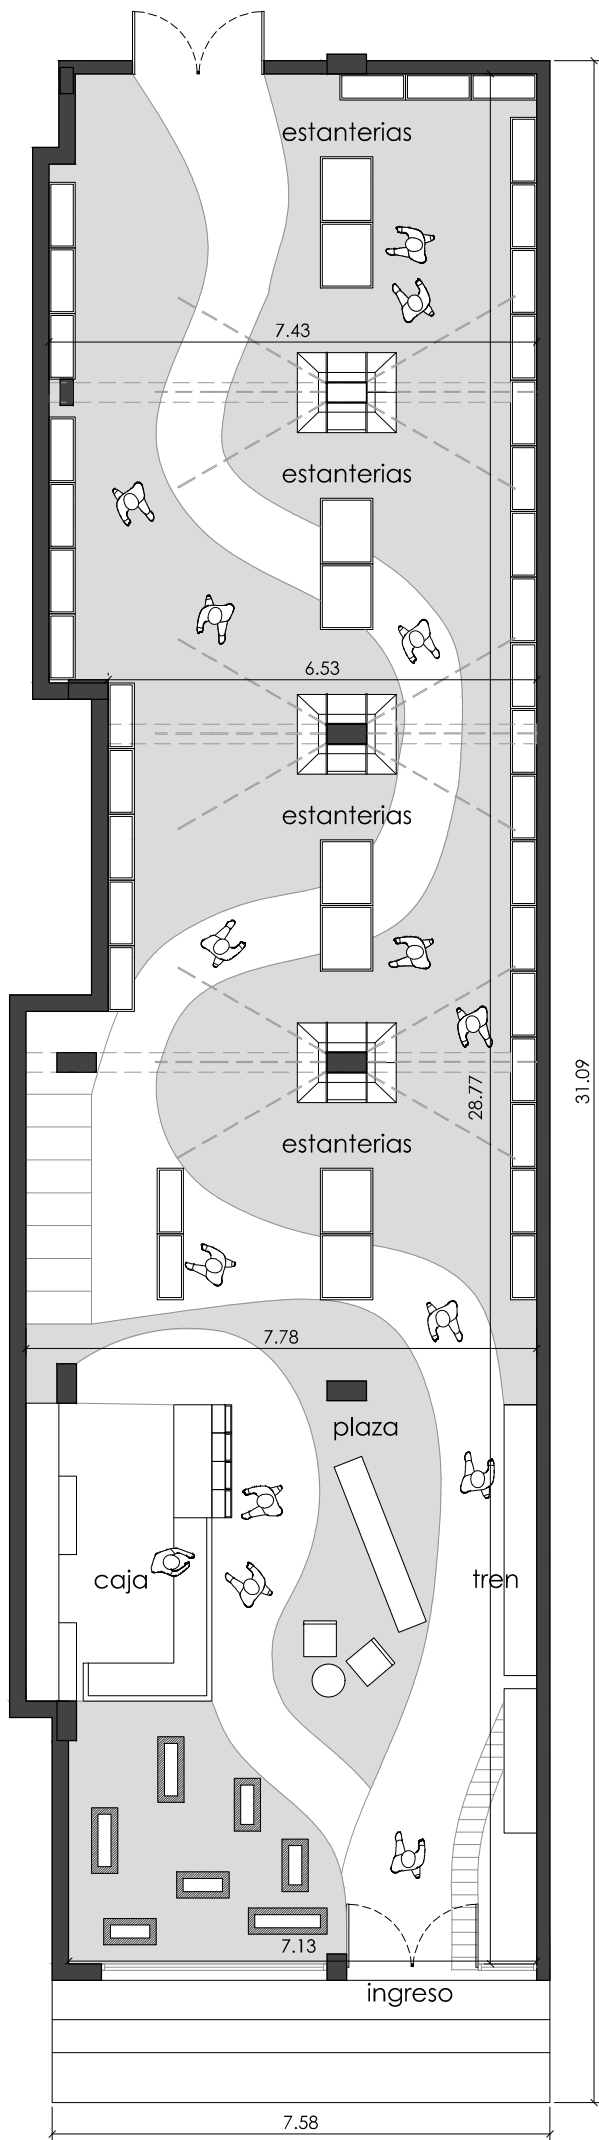 estanterias
7.43
estanterias
6.53
estanterias
28.77
31.09
estanterias
7.78
plaza
caja
tren
7.13
ingreso
7.58